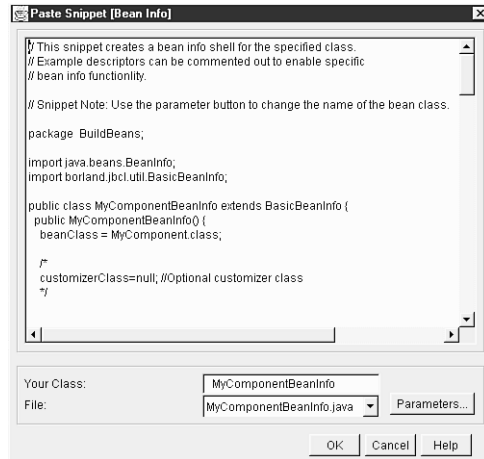 Paste Snippet [Bean Info]
// This snippet creates a bean info shell for the specified class.
// Example descriptors can be commented out to enable specific
// bean info functionlity.
// Snippet Note: Use the parameter button to change the name of the bean class.
package  BuildBeans;
import java.beans.BeanInfo;
import borland.jbcl.util.BasicBeanInfo;
public class MyComponentBeanInfo extends BasicBeanInfo {
public MyComponentBeanInfo() {
beanClass = MyComponent.class;
/*
customizerClass=null; //Optional customizer class
*/
Your Class: MyComponentBeanInfo
File: MyComponentBeanInfo.java Parameters...
OK Cancel Help